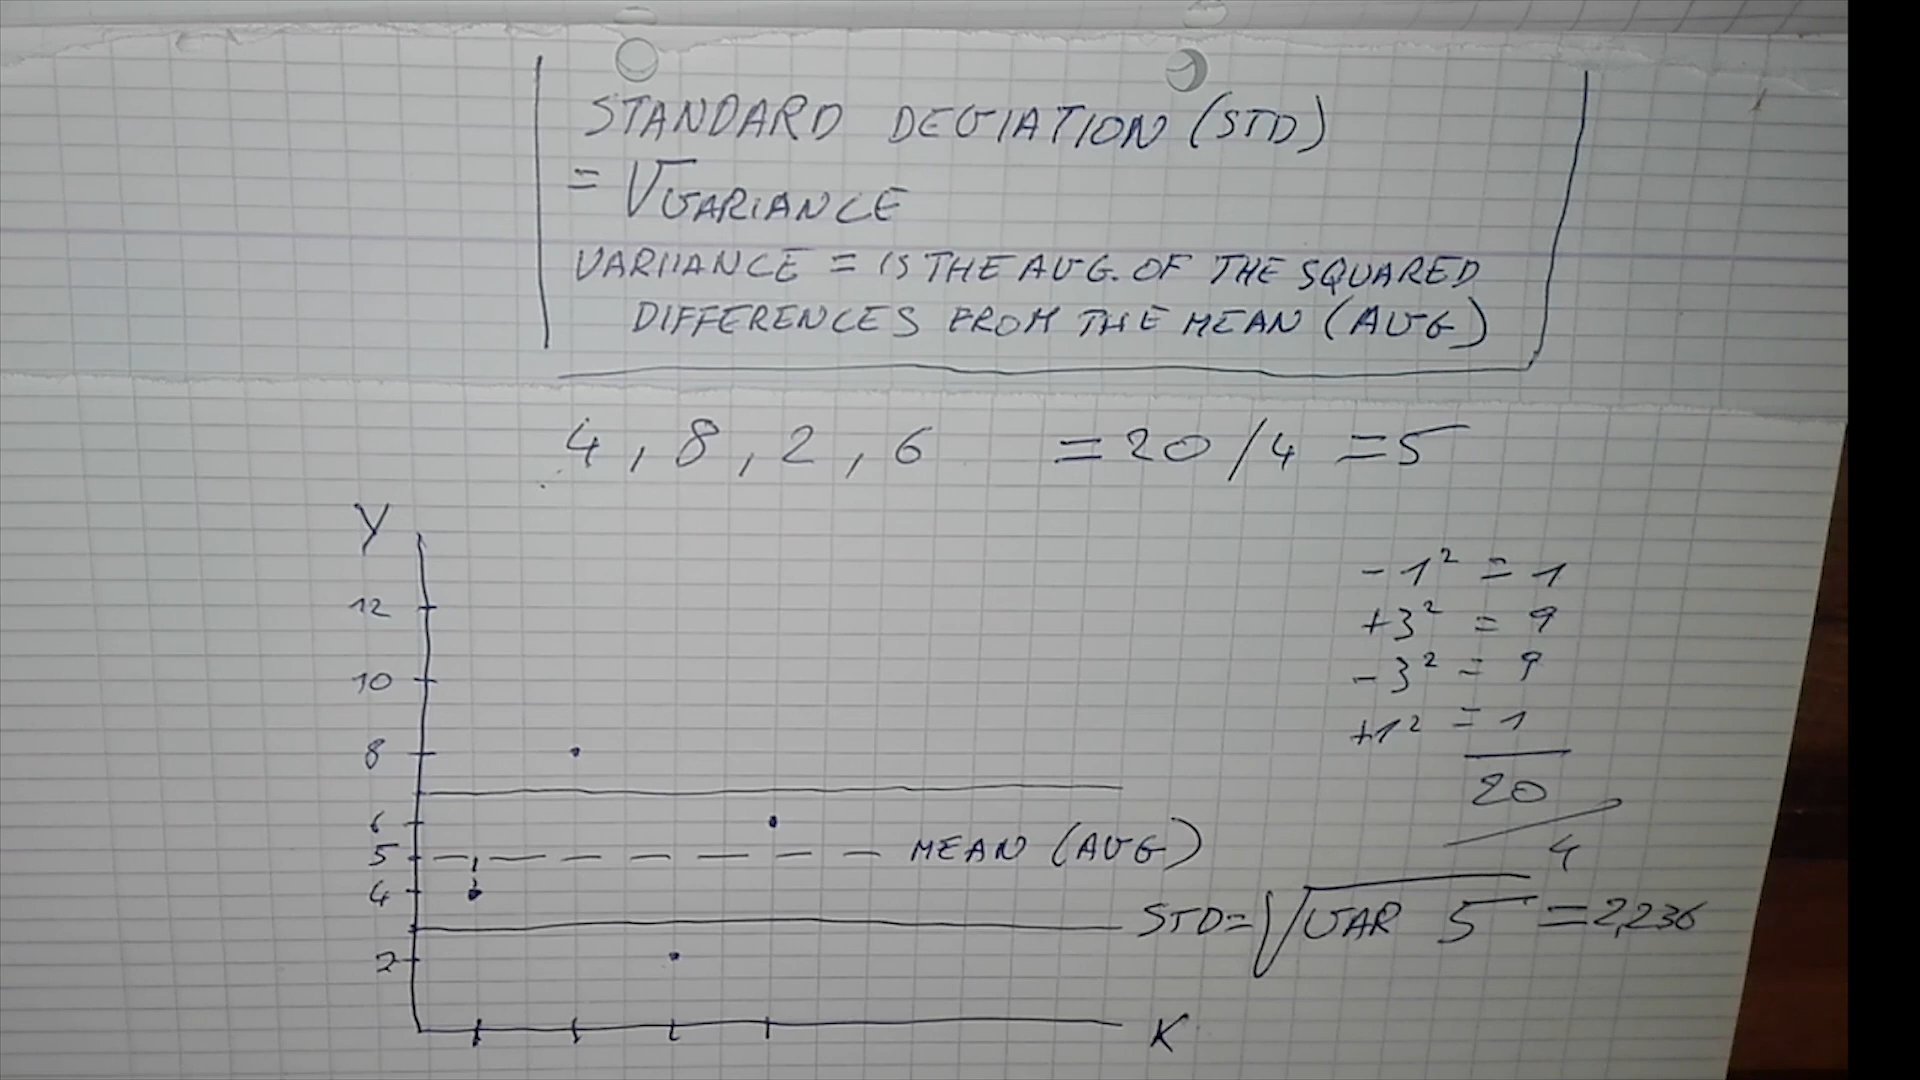 STANDARD DEVIATION (STD)
= √VARIANCE
VARIIANCE = IS THE AVG. OF THE SQUARED
DIFFERENCES FROM THE MEAN (AVG)
4, 8, 2, 6 = 20 / 4 = 5
Y
12
10
8
6
5
4
2
MEAN (AVG)
X
-1² = 1
+3² = 9
-3² = 9
+1² = 1
20
4
STD = √VAR 5 = 2,236